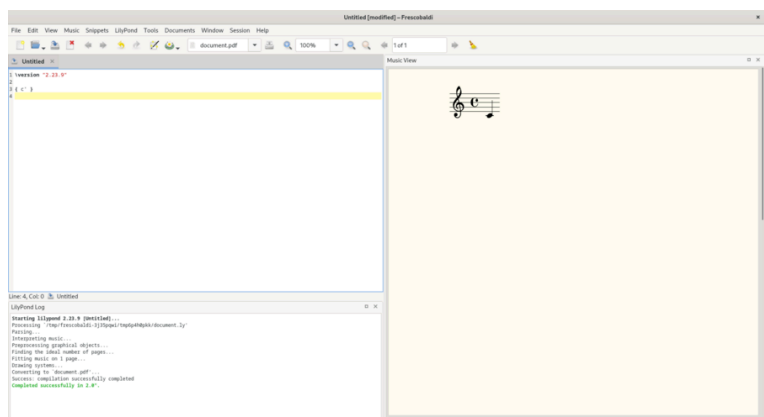 Untitled [modified] – Frescobaldi
File Edit View Music Snippets LilyPond Tools Documents Window Session Help
document.pdf 100% 1 of 1
Untitled
Music View
1 \version "2.23.9"
2
3 { c' }
4
Line: 4, Col: 0 Untitled
LilyPond Log
Starting lilypond 2.23.9 [Untitled]...
Parsing...
Interpreting music...
Preprocessing graphical objects...
Finding the ideal number of pages...
Fitting music on 1 page...
Drawing systems...
Converting to `document.pdf'...
Success: compilation successfully completed
Completed successfully in 2.0".